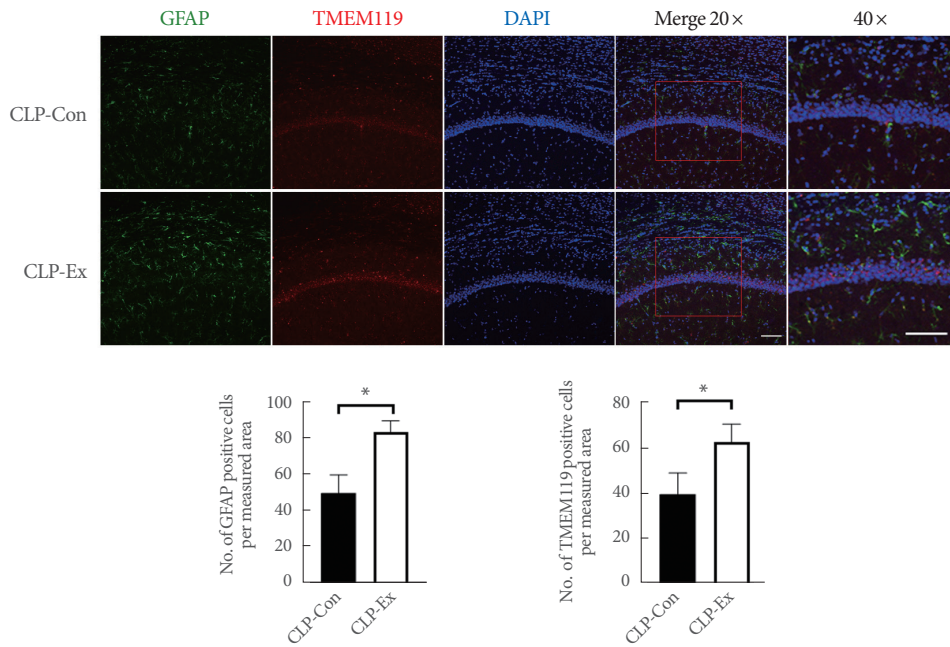 GFAP TMEM119 DAPI Merge 20× 40×
CLP-Con
CLP-Ex
No. of GFAP positive cells
per measured area
100
80
60
40
20
0
*
CLP-Con
CLP-Ex
No. of TMEM119 positive cells
per measured area
80
60
40
20
0
*
CLP-Con
CLP-Ex